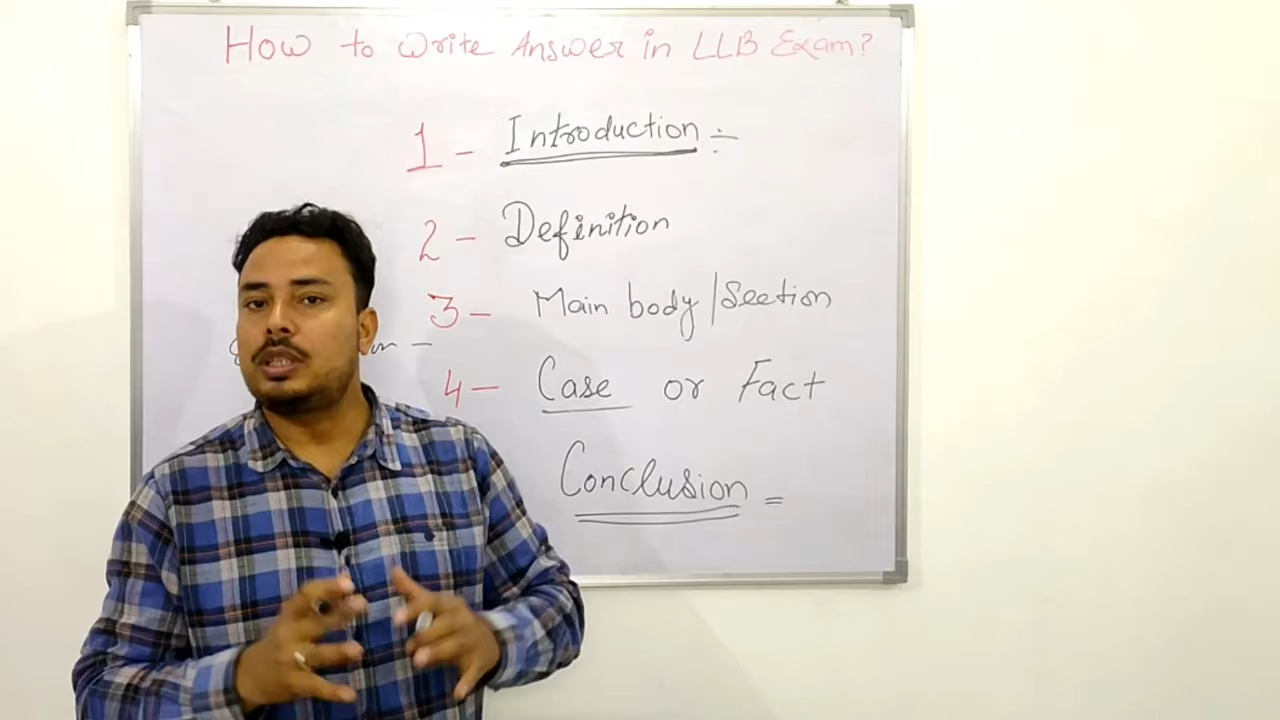 How to Write Answer in LLB Exam?
1 - Introduction ÷
2 - Definition
3 - Main body/Section
4 - Case or Fact
Conclusion =